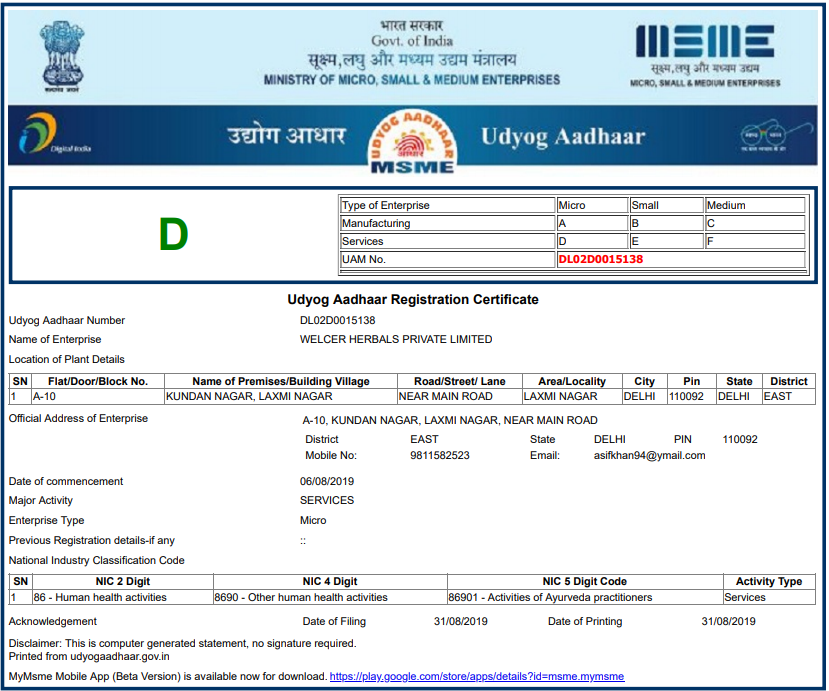 भारत सरकार
Govt. of India
सूक्ष्म,लघु और मध्यम उद्यम मंत्रालय
MINISTRY OF MICRO, SMALL & MEDIUM ENTERPRISES
सत्यमेव जयते
MSME
सूक्ष्म, लघु और मध्यम उद्यम
MICRO, SMALL & MEDIUM ENTERPRISES
Digital India
उद्योग आधार
UDYOG AADHAAR
MSME
Udyog Aadhaar
D
Type of Enterprise Micro Small Medium
Manufacturing A B C
Services D E F
UAM No. DL02D0015138
Udyog Aadhaar Registration Certificate
Udyog Aadhaar Number DL02D0015138
Name of Enterprise WELCER HERBALS PRIVATE LIMITED
Location of Plant Details
SN Flat/Door/Block No. Name of Premises/Building Village Road/Street/ Lane Area/Locality City Pin State District
1 A-10 KUNDAN NAGAR, LAXMI NAGAR NEAR MAIN ROAD LAXMI NAGAR DELHI 110092 DELHI EAST
Official Address of Enterprise A-10, KUNDAN NAGAR, LAXMI NAGAR, NEAR MAIN ROAD
District EAST State DELHI PIN 110092
Mobile No: 9811582523 Email: asifkhan94@ymail.com
Date of commencement 06/08/2019
Major Activity SERVICES
Enterprise Type Micro
Previous Registration details-if any ::
National Industry Classification Code
SN NIC 2 Digit NIC 4 Digit NIC 5 Digit Code Activity Type
1 86 - Human health activities 8690 - Other human health activities 86901 - Activities of Ayurveda practitioners Services
Acknowledgement Date of Filing 31/08/2019 Date of Printing 31/08/2019
Disclaimer: This is computer generated statement, no signature required.
Printed from udyogaadhaar.gov.in
MyMsme Mobile App (Beta Version) is available now for download. https://play.google.com/store/apps/details?id=msme.mymsme